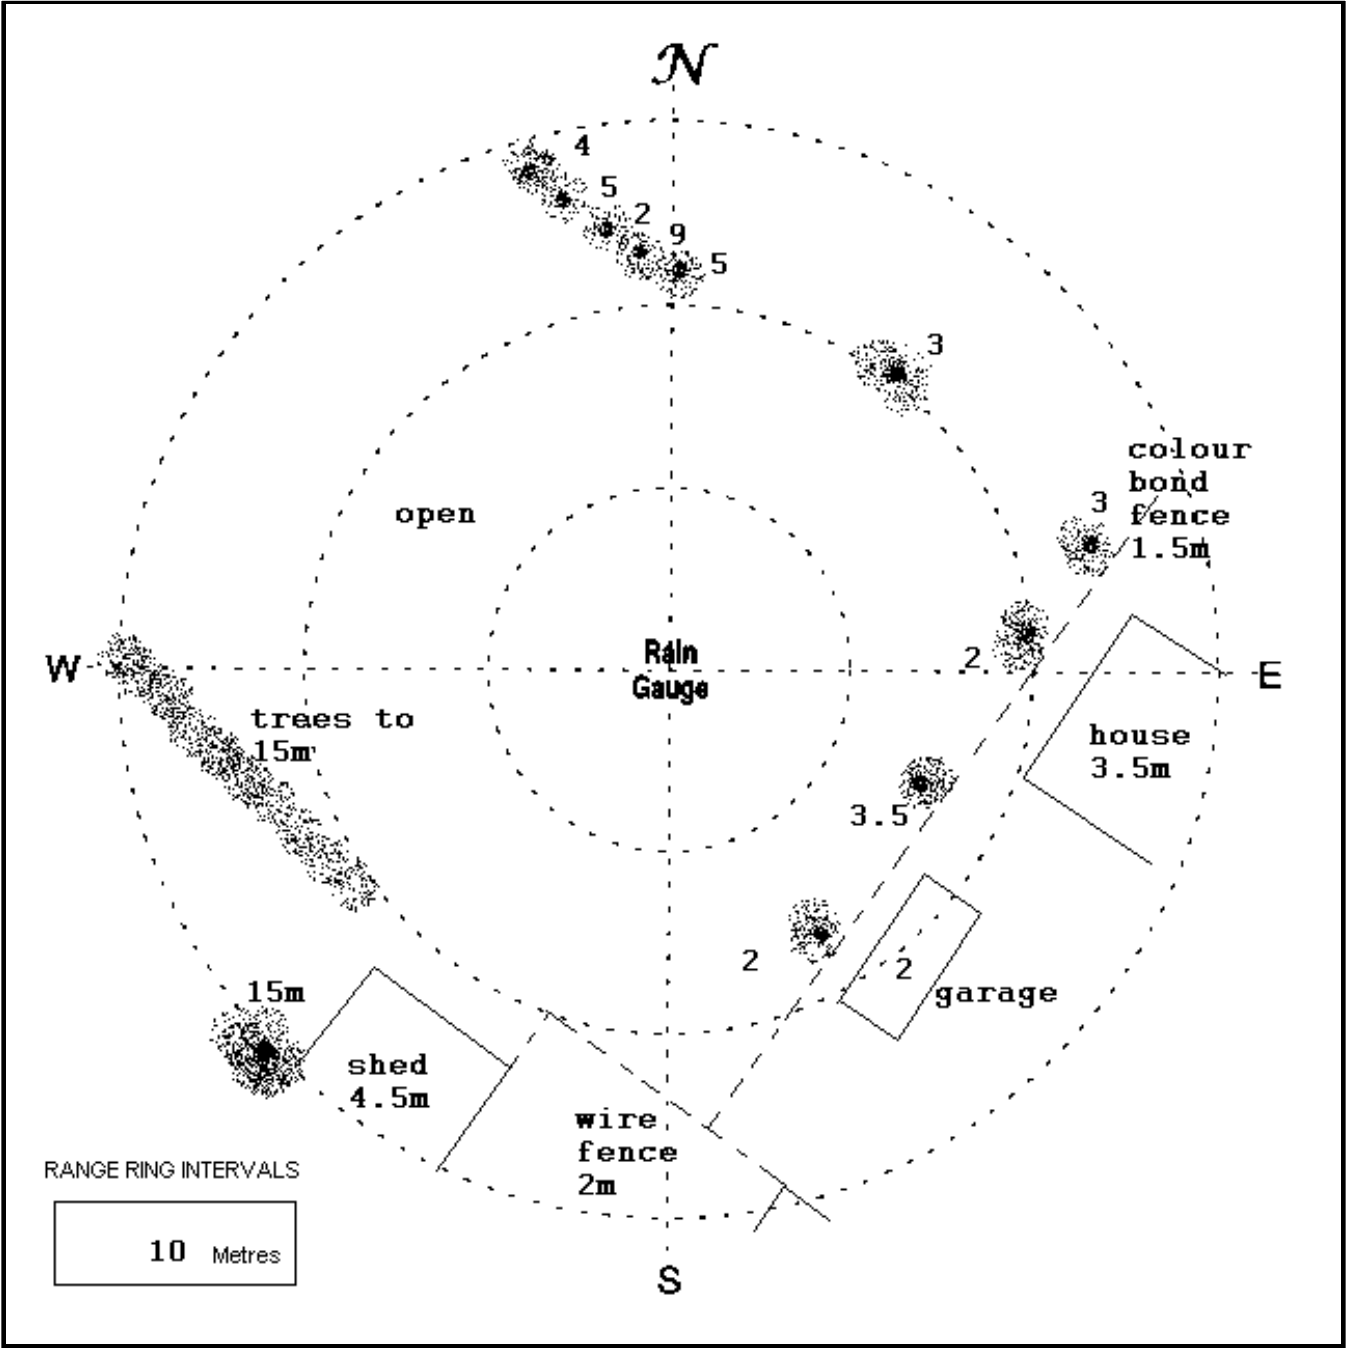 N
4
5
2
9
5
3
colour
bond
fence
1.5m
3
open
Rain
Gauge
W
E
2
trees to
15m
house
3.5m
3.5
2
2
garage
15m
shed
4.5m
wire
fence
2m
RANGE RING INTERVALS
10 Metres
S